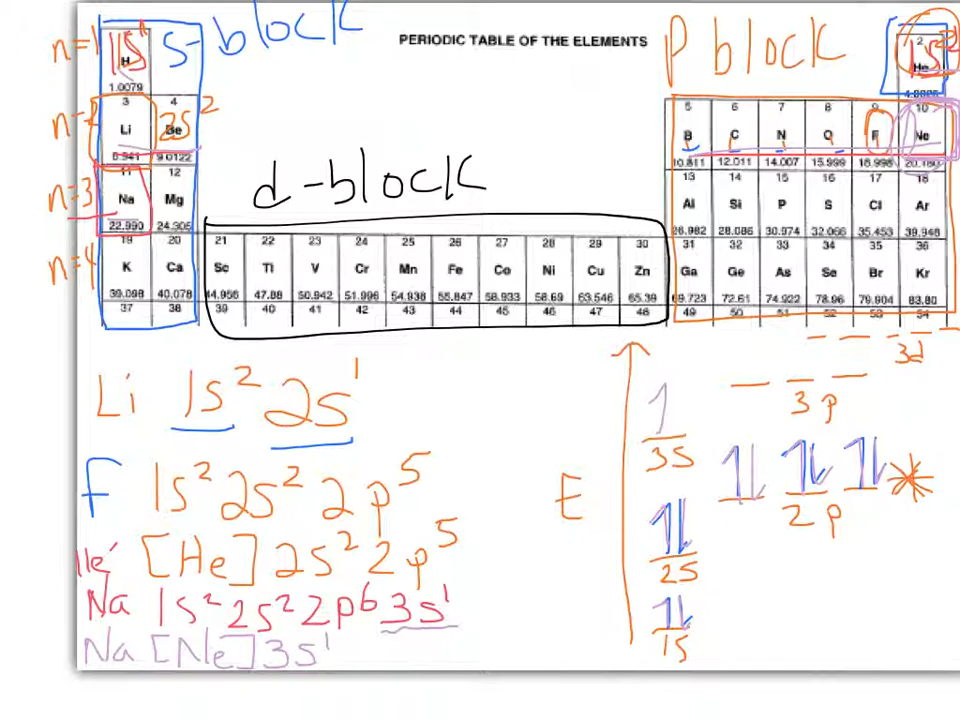 PERIODIC TABLE OF THE ELEMENTS
n=1 1s¹ H 1.0079 s-block P block 2 He 1s²
n=2 3 Li 6.941 4 Be 2s² 9.0122 5 B 10.811 6 C 12.011 7 N 14.007 8 O 15.999 9 F 18.998 10 Ne 20.180
d-block
n=3 11 Na 22.990 12 Mg 24.305 13 Al 26.982 14 Si 28.086 15 P 30.974 16 S 32.066 17 Cl 35.453 18 Ar 39.948
n=4 19 K 39.098 20 Ca 40.078 21 Sc 44.956 22 Ti 47.88 23 V 50.942 24 Cr 51.996 25 Mn 54.938 26 Fe 55.847 27 Co 58.933 28 Ni 58.69 29 Cu 63.546 30 Zn 65.39 31 Ga 69.723 32 Ge 72.61 33 As 74.922 34 Se 78.96 35 Br 79.904 36 Kr 83.80
37 38 39 40 41 42 43 44 45 46 47 48 49 50 51 52 53 54
3d
Li 1s² 2s¹
3p
3s
F 1s² 2s² 2p⁵
E
2p
[He] 2s² 2p⁵
2s
Na 1s² 2s² 2p⁶ 3s¹
1s
Na [Ne] 3s¹